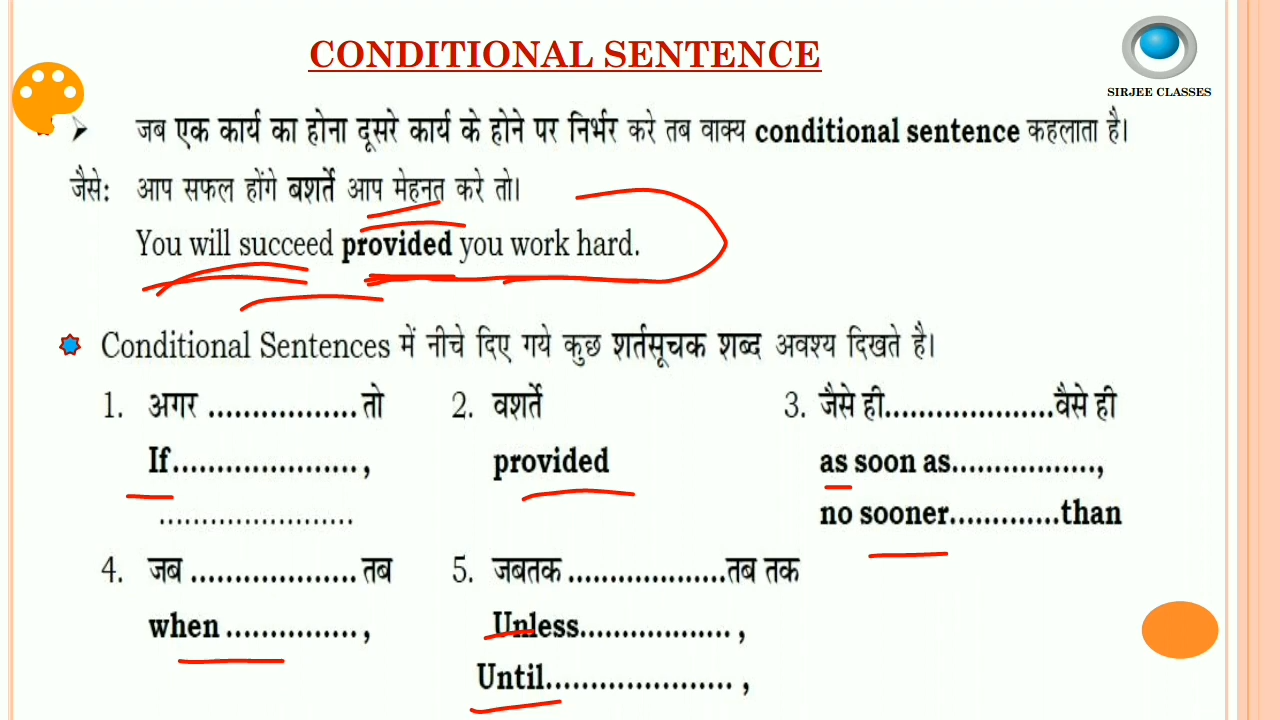 CONDITIONAL SENTENCE
SIRJEE CLASSES
जब एक कार्य का होना दूसरे कार्य के होने पर निर्भर करे तब वाक्य conditional sentence कहलाता है।
जैसे: आप सफल होंगे बशर्ते आप मेहनत करे तो।
You will succeed provided you work hard.
Conditional Sentences में नीचे दिए गये कुछ शर्तसूचक शब्द अवश्य दिखते है।
1. अगर .................तो 2. वशर्ते 3. जैसे ही...................वैसे ही
If....................., provided as soon as................,
...................... no sooner............than
4. जब ................... तब 5. जबतक ..................तब तक
when ..............., Unless................. ,
Until..................... ,